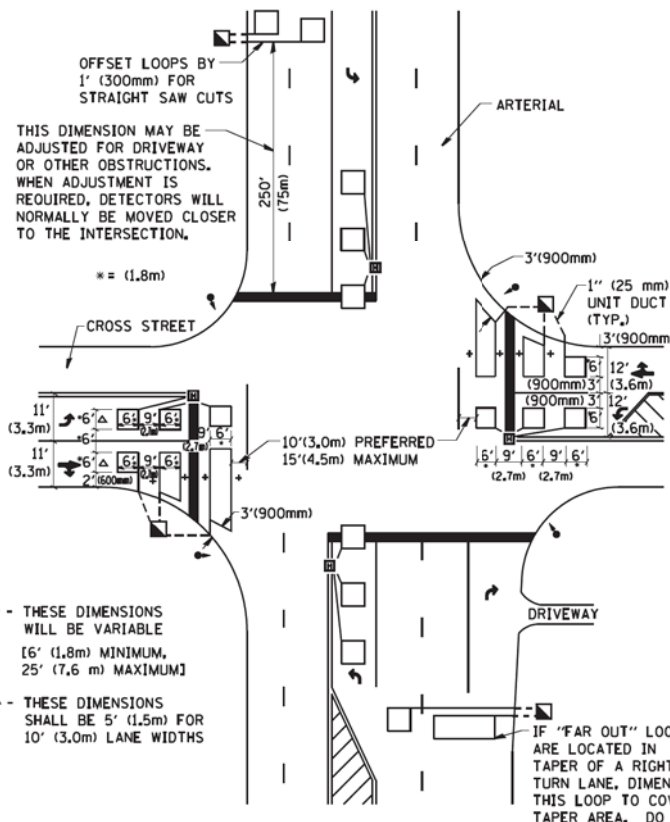 OFFSET LOOPS BY
1' (300mm) FOR
STRAIGHT SAW CUTS
THIS DIMENSION MAY BE
ADJUSTED FOR DRIVEWAY
OR OTHER OBSTRUCTIONS.
WHEN ADJUSTMENT IS
REQUIRED, DETECTORS WILL
NORMALLY BE MOVED CLOSER
TO THE INTERSECTION.
* = (1.8m)
250'
(75m)
ARTERIAL
3'(900mm)
1" (25 mm)
UNIT DUCT
(TYP.)
3'(900mm
CROSS STREET
11'
(3.3m)
*6'
6'
9'
6'
(2.7m)
9'
6'
*
(2.7m)
11'
(3.3m)
*6'
6'
9'
6'
2'
(600mm)
3'(900mm)
10'(3.0m) PREFERRED
15'(4.5m) MAXIMUM
*6'
12'
(3.6m)
(900mm) 3'
(900mm) 3'
12'
*6'
(3.6m)
6' 9' 6' 9' 6'
* * *
(2.7m) (2.7m)
- THESE DIMENSIONS
WILL BE VARIABLE
[6' (1.8m) MINIMUM,
25' (7.6 m) MAXIMUM]
- THESE DIMENSIONS
SHALL BE 5' (1.5m) FOR
10' (3.0m) LANE WIDTHS
DRIVEWAY
IF "FAR OUT" LOO
ARE LOCATED IN
TAPER OF A RIGHT
TURN LANE, DIMEN
THIS LOOP TO COV
TAPER AREA. DO